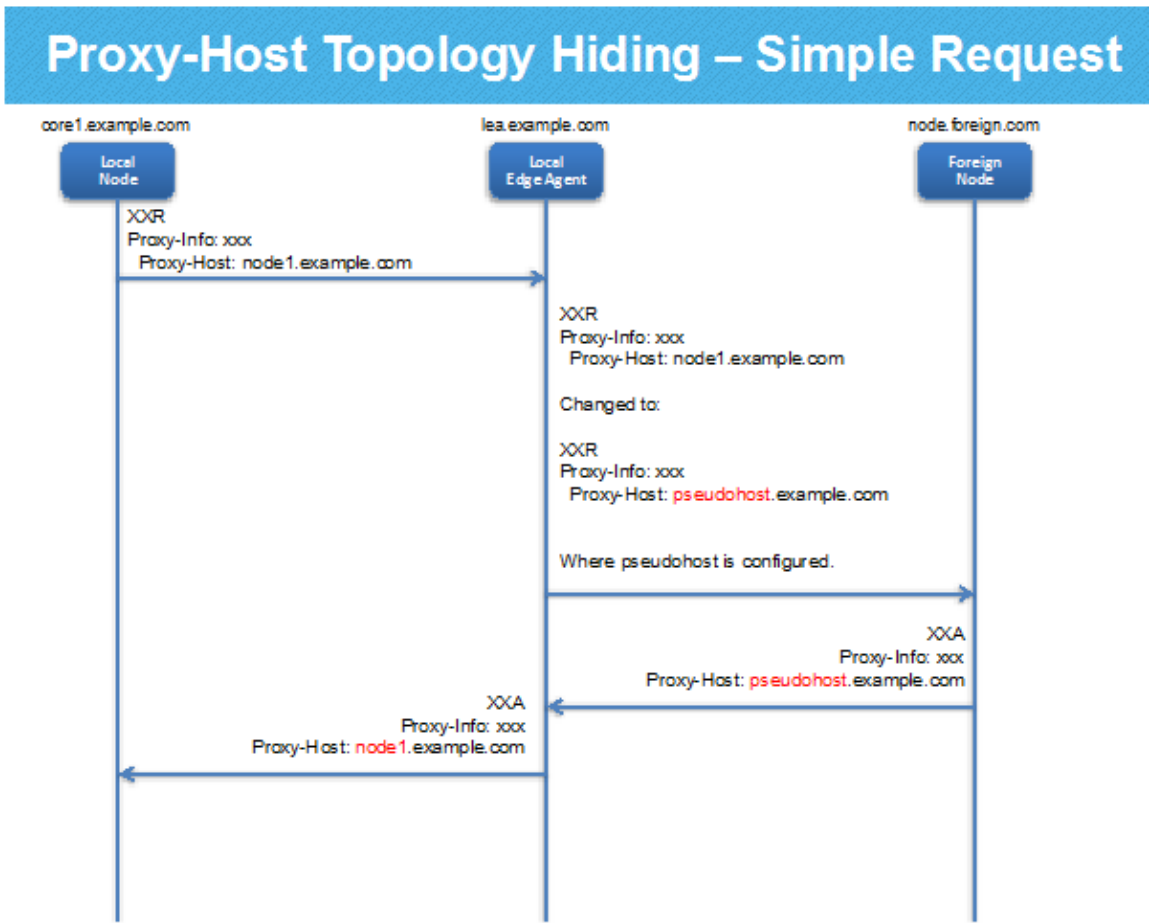 Proxy-Host Topology Hiding – Simple Request
core1.example.com
lea.example.com
node.foreign.com
Local
Node
Local
Edge Agent
Foreign
Node
XXR
Proxy-Info: xxx
Proxy-Host: node1.example.com
XXR
Proxy-Info: xxx
Proxy-Host: node1.example.com
Changed to:
XXR
Proxy-Info: xxx
Proxy-Host: pseudohost.example.com
Where pseudohost is configured.
XXA
Proxy-Info: xxx
Proxy-Host: pseudohost.example.com
XXA
Proxy-Info: xxx
Proxy-Host: node1.example.com